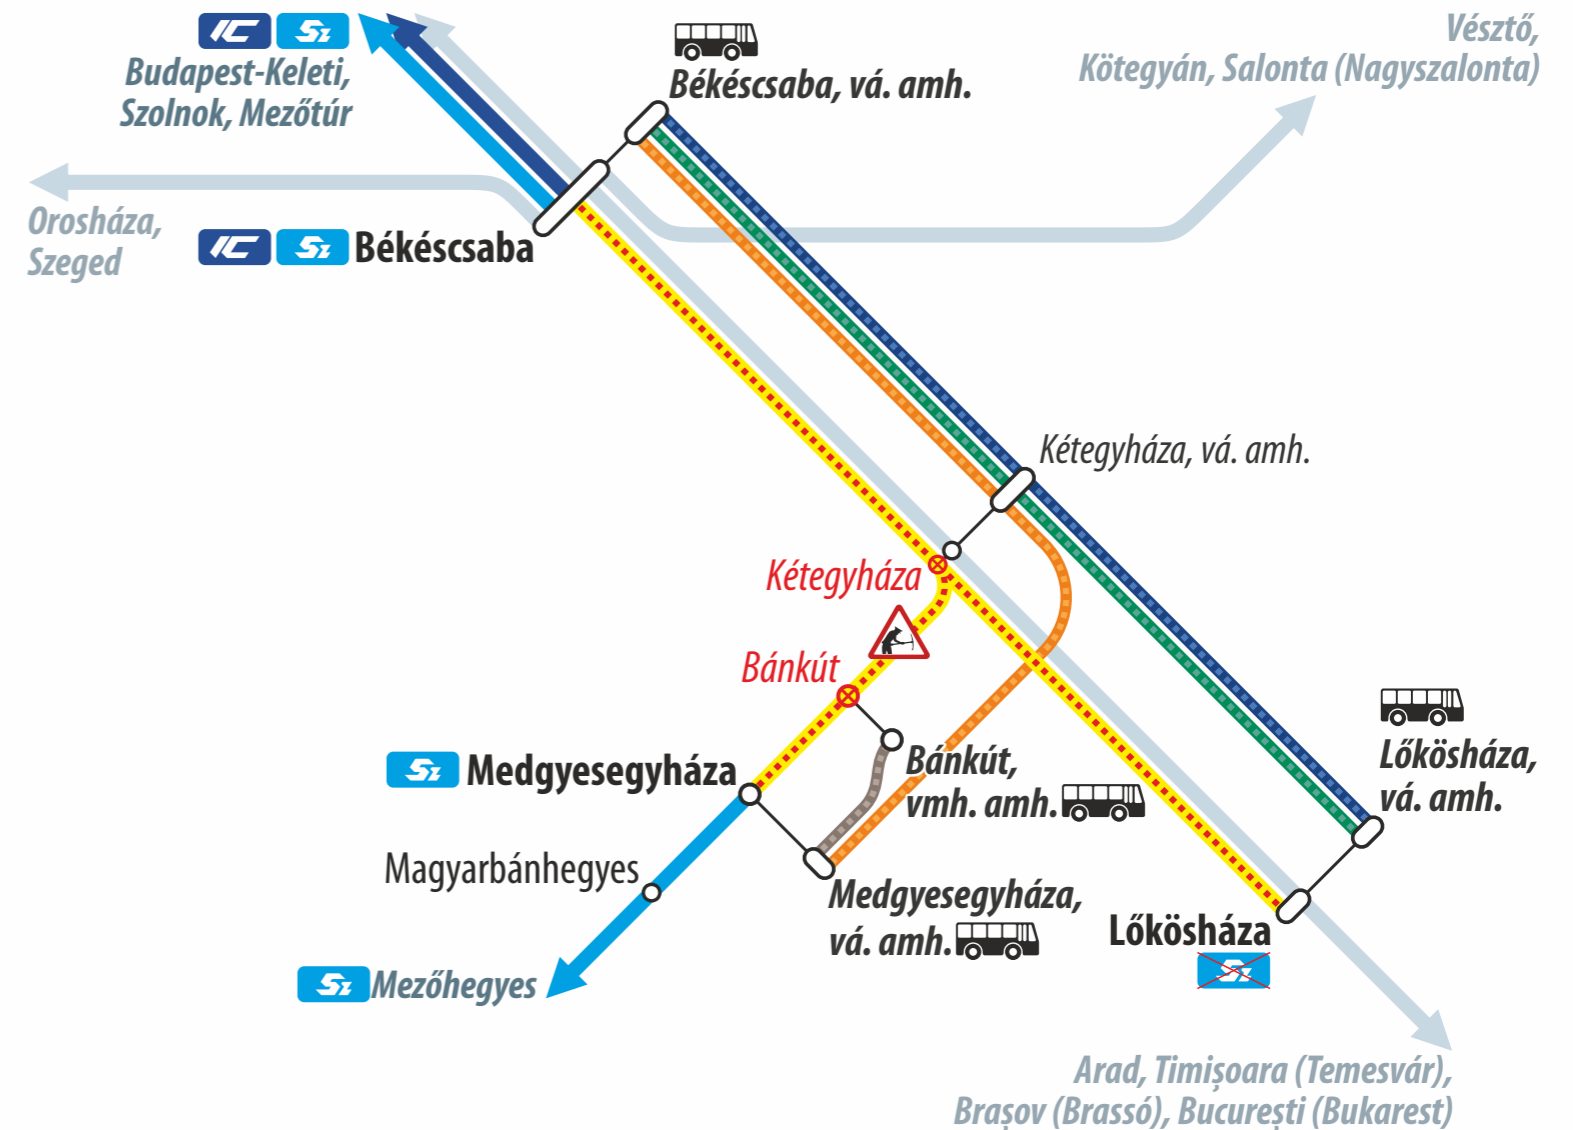 IC Sz
Budapest-Keleti,
Szolnok, Mezőtúr
Békéscsaba, vá. amh.
Vésztő,
Kötegyán, Salonta (Nagyszalonta)
Orosháza,
Szeged
IC Sz Békéscsaba
Kétegyháza, vá. amh.
Kétegyháza
Bánkút
Sz Medgyesegyháza
Bánkút,
vmh. amh.
Lőkösháza,
vá. amh.
Magyarbánhegyes
Medgyesegyháza,
vá. amh.
Lőkösháza
Sz
Sz Mezőhegyes
Arad, Timișoara (Temesvár),
Brașov (Brassó), București (Bukarest)